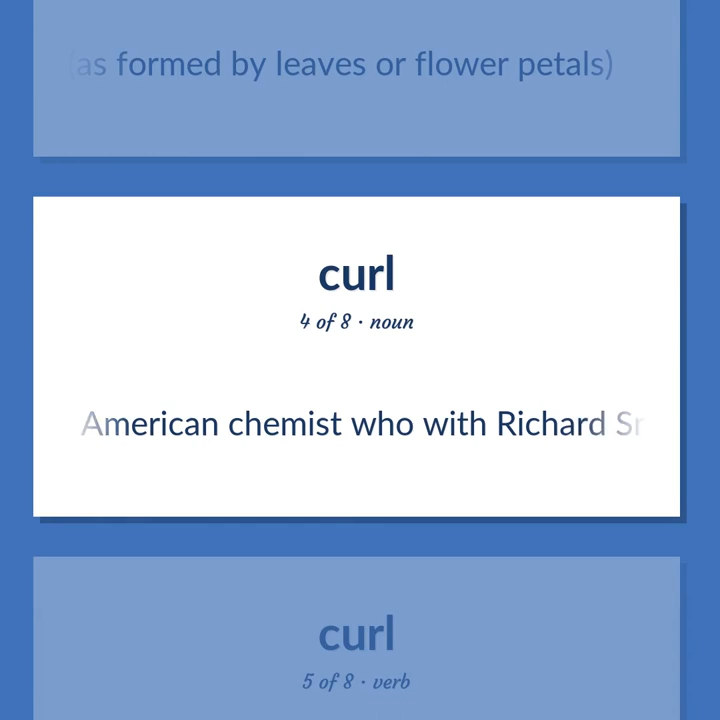 (as formed by leaves or flower petals)
curl
4 of 8 · noun
American chemist who with Richard
curl
5 of 8 · verb